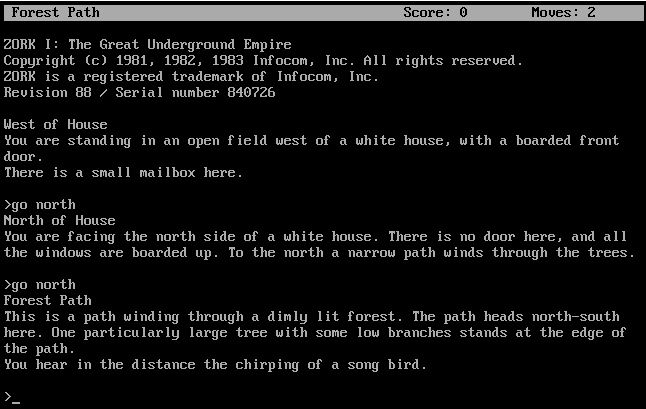 Forest Path Score: 0 Moves: 2
ZORK I: The Great Underground Empire
Copyright (c) 1981, 1982, 1983 Infocom, Inc. All rights reserved.
ZORK is a registered trademark of Infocom, Inc.
Revision 88 / Serial number 840726
West of House
You are standing in an open field west of a white house, with a boarded front
door.
There is a small mailbox here.
>go north
North of House
You are facing the north side of a white house. There is no door here, and all
the windows are boarded up. To the north a narrow path winds through the trees.
>go north
Forest Path
This is a path winding through a dimly lit forest. The path heads north-south
here. One particularly large tree with some low branches stands at the edge of
the path.
You hear in the distance the chirping of a song bird.
>_